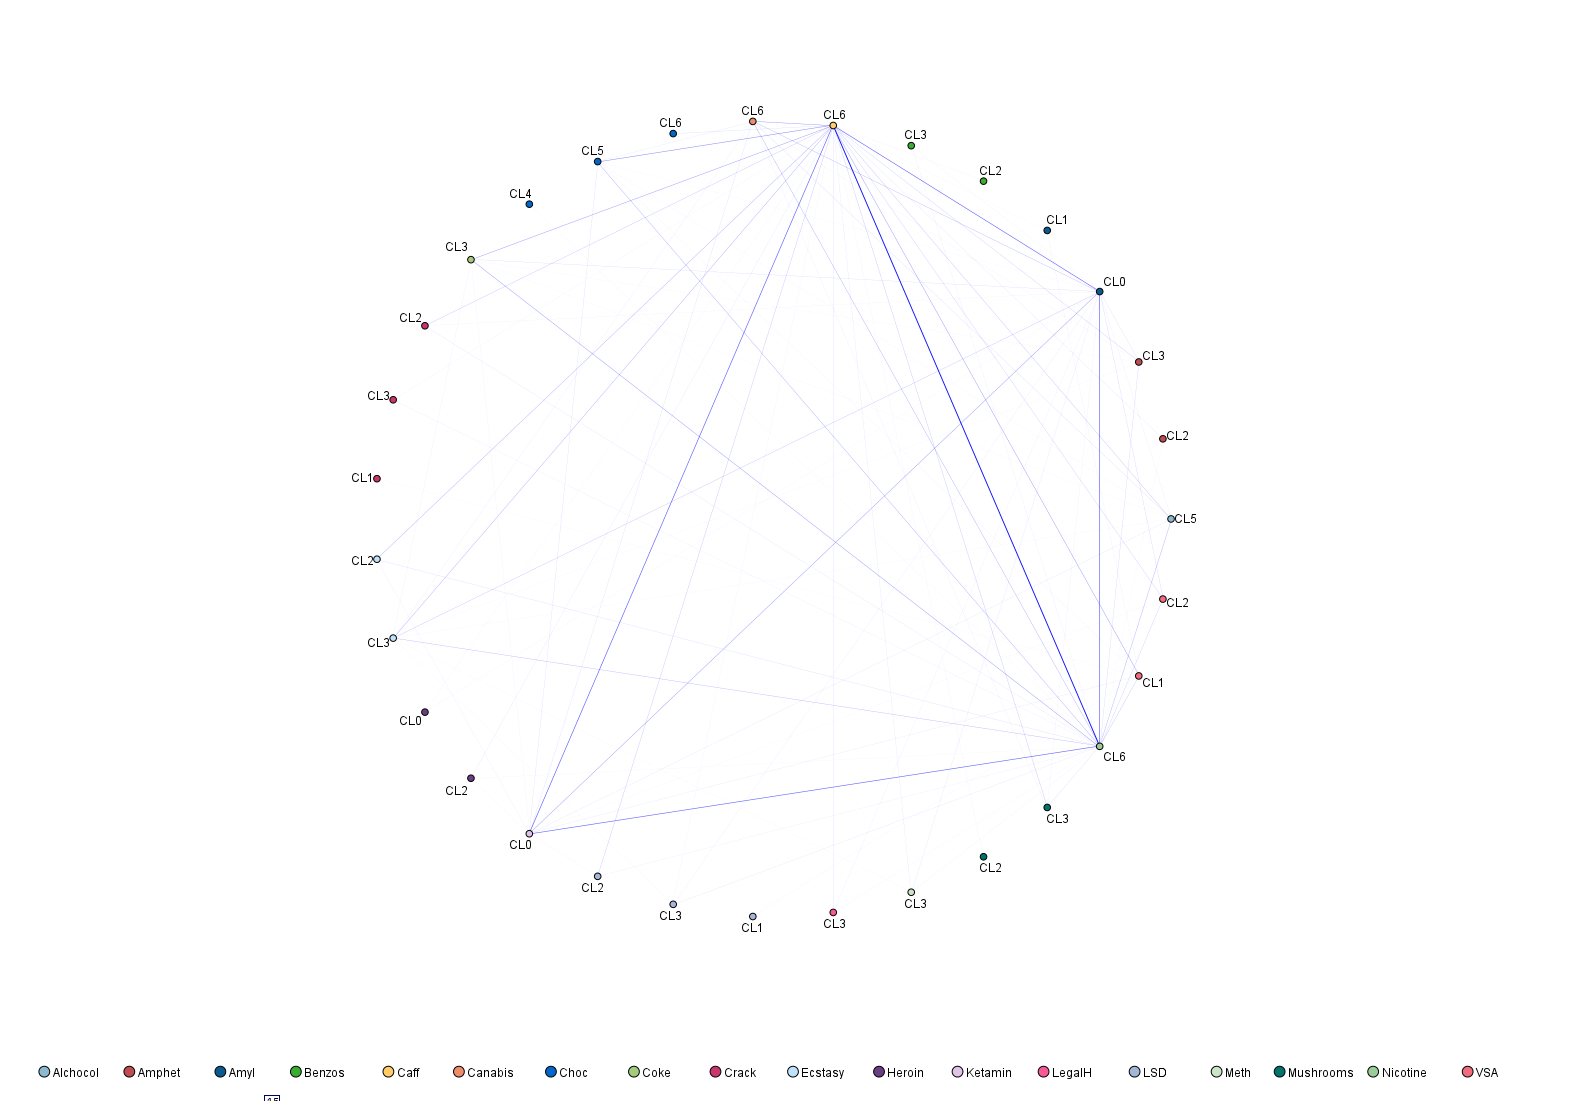 CL6
CL6
CL6
CL3
CL5
CL2
CL4
CL1
CL3
CL0
CL2
CL3
CL3
CL2
CL1
CL5
CL2
CL2
CL3
CL1
CL0
CL6
CL2
CL3
CL0
CL2
CL2
CL3
CL3
CL1
CL3
Alchocol Amphet Amyl Benzos Caff Canabis Choc Coke Crack Ecstasy Heroin Ketamin LegalH LSD Meth Mushrooms Nicotine VSA